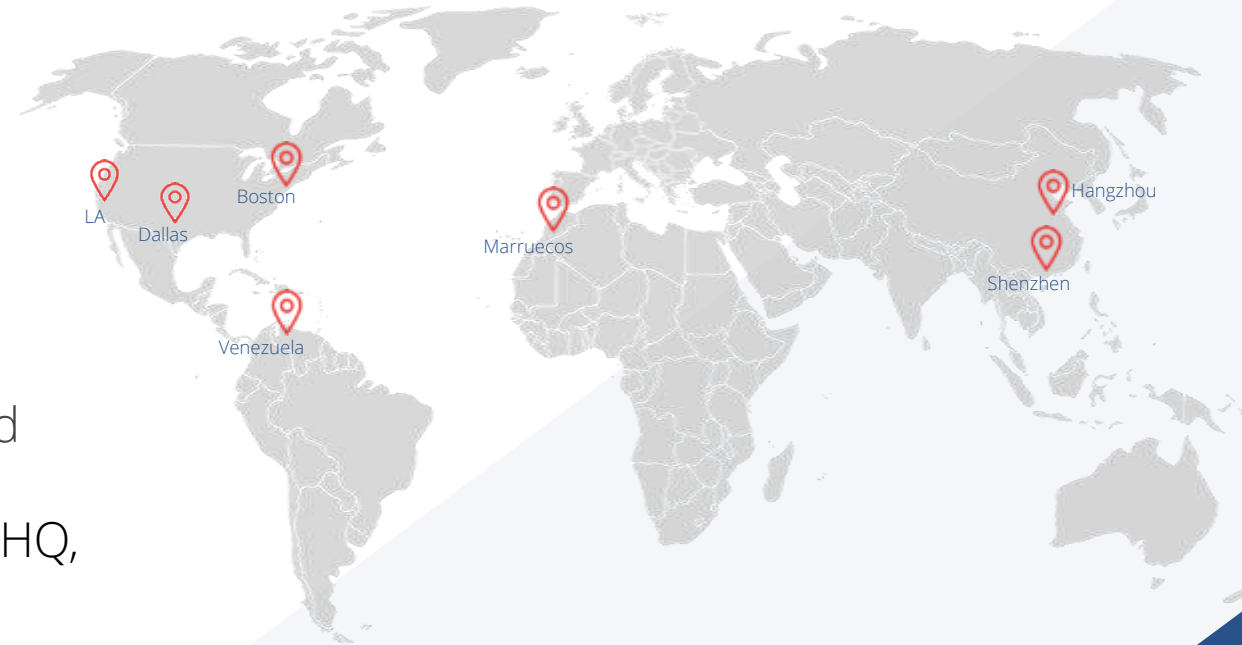 Boston
Hangzhou
LA
Dallas
Marruecos
Shenzhen
Venezuela
d
HQ,